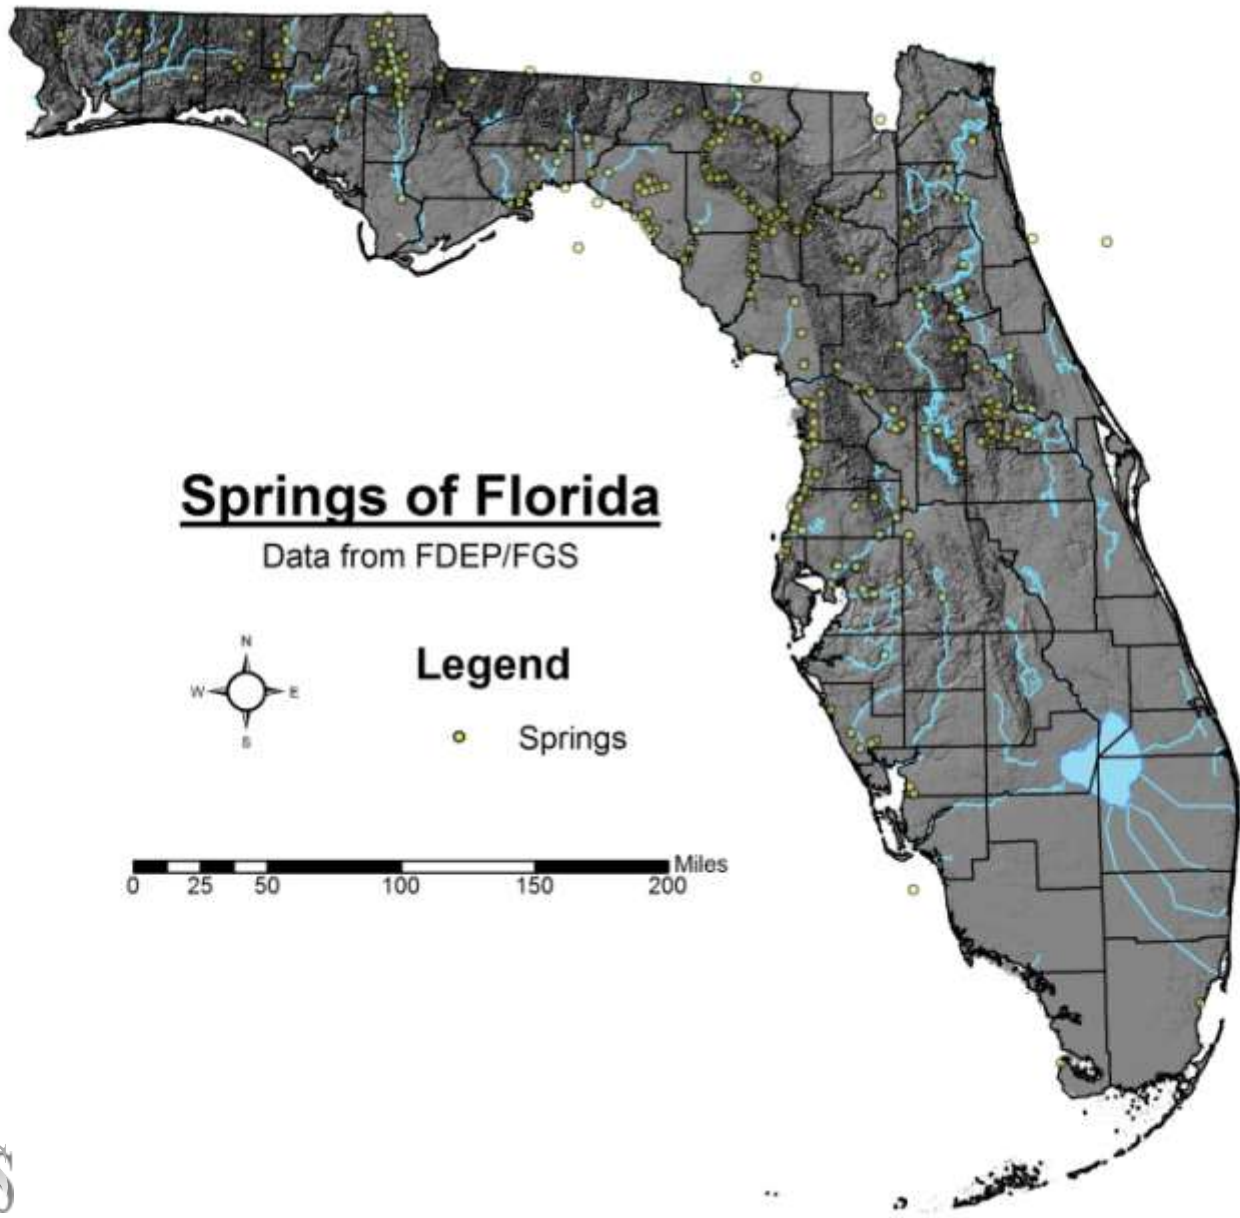 Springs of Florida
Data from FDEP/FGS
N
W E
S
Legend
Springs
Miles
0 25 50 100 150 200